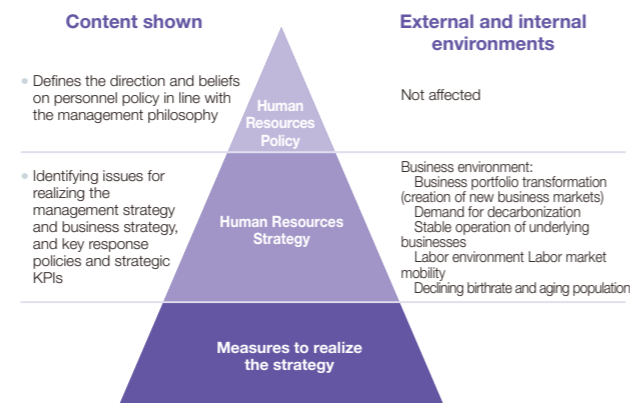 Content shown
External and internal
environments
• Defines the direction and beliefs
on personnel policy in line with
the management philosophy
Human
Resources
Policy
Not affected
• Identifying issues for
realizing the
management strategy
and business strategy,
and key response
policies and strategic
KPIs
Human Resources
Strategy
Business environment:
Business portfolio transformation
(creation of new business markets)
Demand for decarbonization
Stable operation of underlying
businesses
Labor environment Labor market
mobility
Declining birthrate and aging population
Measures to realize
the strategy